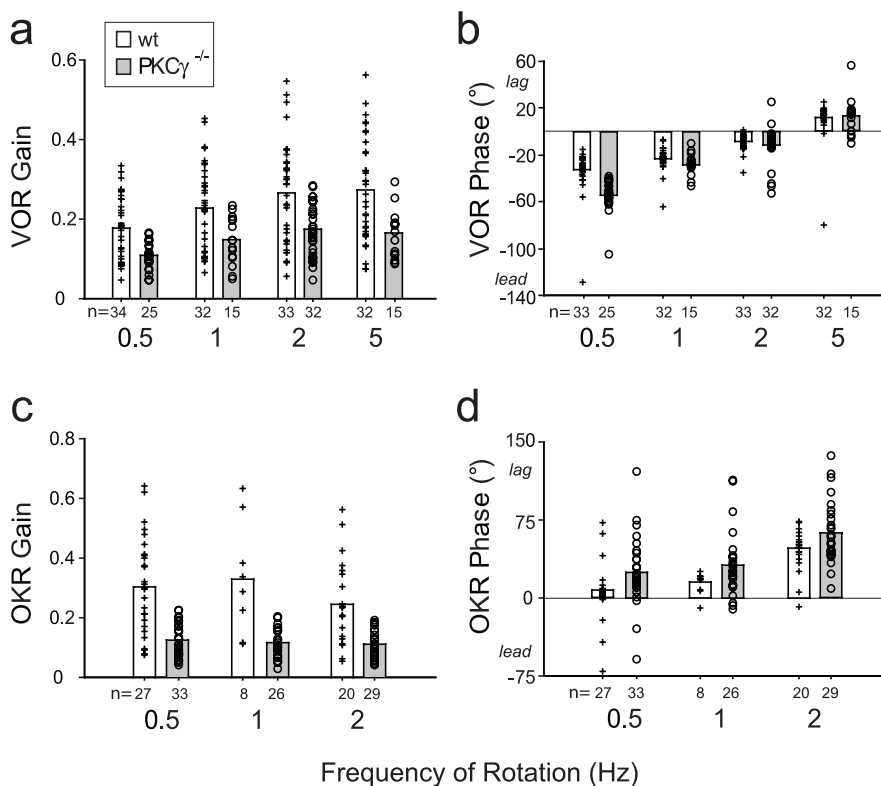 a
wt
PKCγ -/-
VOR Gain
0.6
0.4
0.2
0
n= 34 25 32 15 33 32 32 15
0.5 1 2 5
b
VOR Phase (°)
lag
lead
60
20
-20
-60
-100
-140
n= 33 25 32 15 33 32 32 15
0.5 1 2 5
c
OKR Gain
0.8
0.6
0.4
0.2
0
n= 27 33 8 26 20 29
0.5 1 2
d
OKR Phase (°)
lag
lead
150
75
0
-75
n= 27 33 8 26 20 29
0.5 1 2
Frequency of Rotation (Hz)